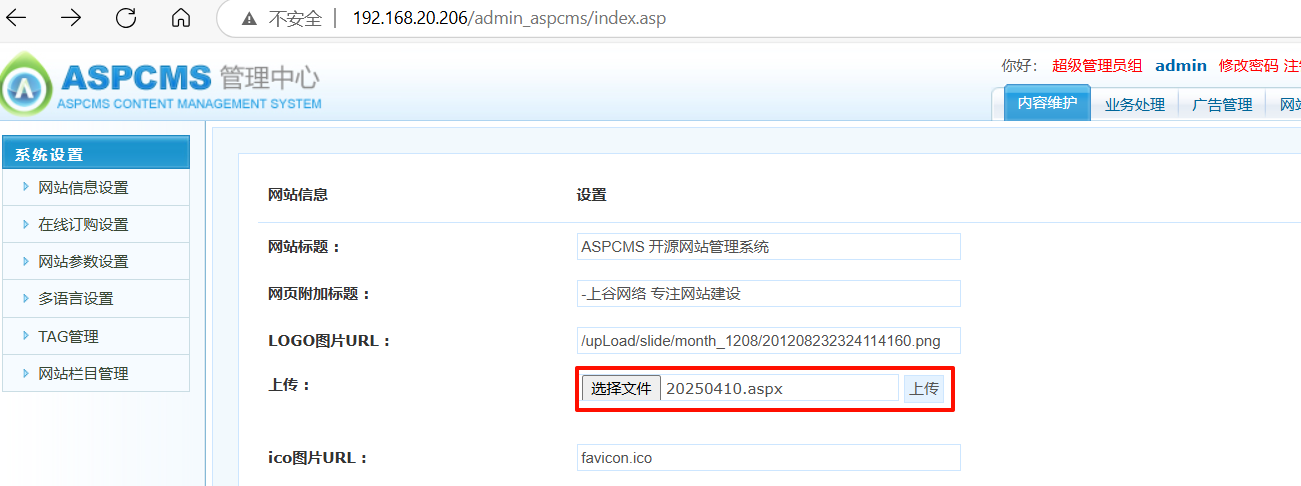 不安全 | 192.168.20.206/admin_aspcms/index.asp
ASPCMS 管理中心
ASPCMS CONTENT MANAGEMENT SYSTEM
你好： 超级管理员组 admin 修改密码
内容维护 业务处理 广告管理
系统设置
网站信息设置
在线订购设置
网站参数设置
多语言设置
TAG管理
网站栏目管理
网站信息 设置
网站标题： ASPCMS 开源网站管理系统
网页附加标题： -上谷网络 专注网站建设
LOGO图片URL： /upLoad/slide/month_1208/201208232324114160.png
上传： 选择文件 20250410.aspx 上传
ico图片URL： favicon.ico